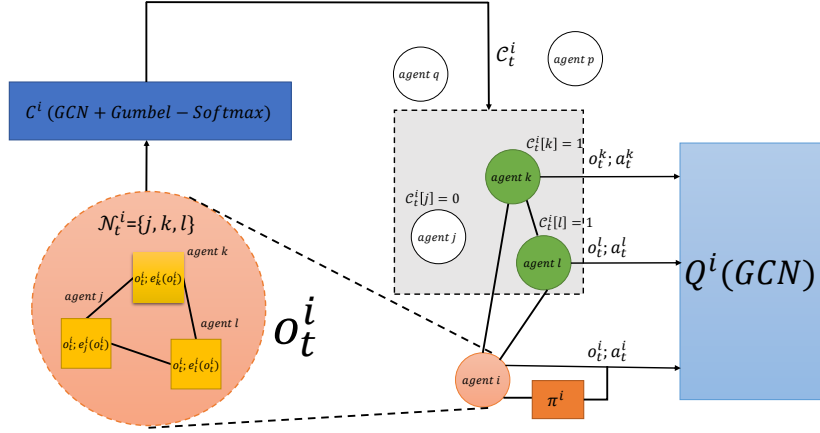 C^i (GCN + Gumbel − Softmax)
𝒩_t^i={j, k, l}
agent k
o_t^i; e_k^i(o_t^i)
agent j
agent l
o_t^i; e_j^i(o_t^i)
o_t^i; e_l^i(o_t^i)
o_t^i
𝒞_t^i
agent q
agent p
𝒞_t^i[k] = 1
agent k
o_t^k; a_t^k
𝒞_t^i[j] = 0
𝒞_t^i[l] = 1
agent j
agent l
o_t^l; a_t^l
Q^i(GCN)
agent i
o_t^i; a_t^i
π^i